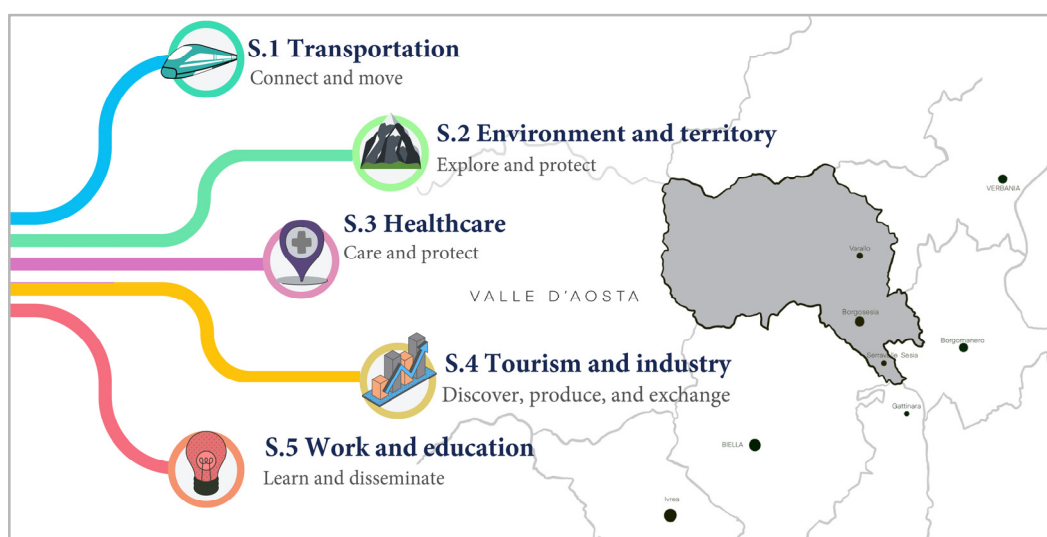 S.1 Transportation
Connect and move
S.2 Environment and territory
Explore and protect
S.3 Healthcare
Care and protect
S.4 Tourism and industry
Discover, produce, and exchange
S.5 Work and education
Learn and disseminate
VALLE D'AOSTA
VERBANIA
Varallo
Borgosesia
Borgomanero
Serravalle Sesia
Gattinara
BIELLA
Ivrea